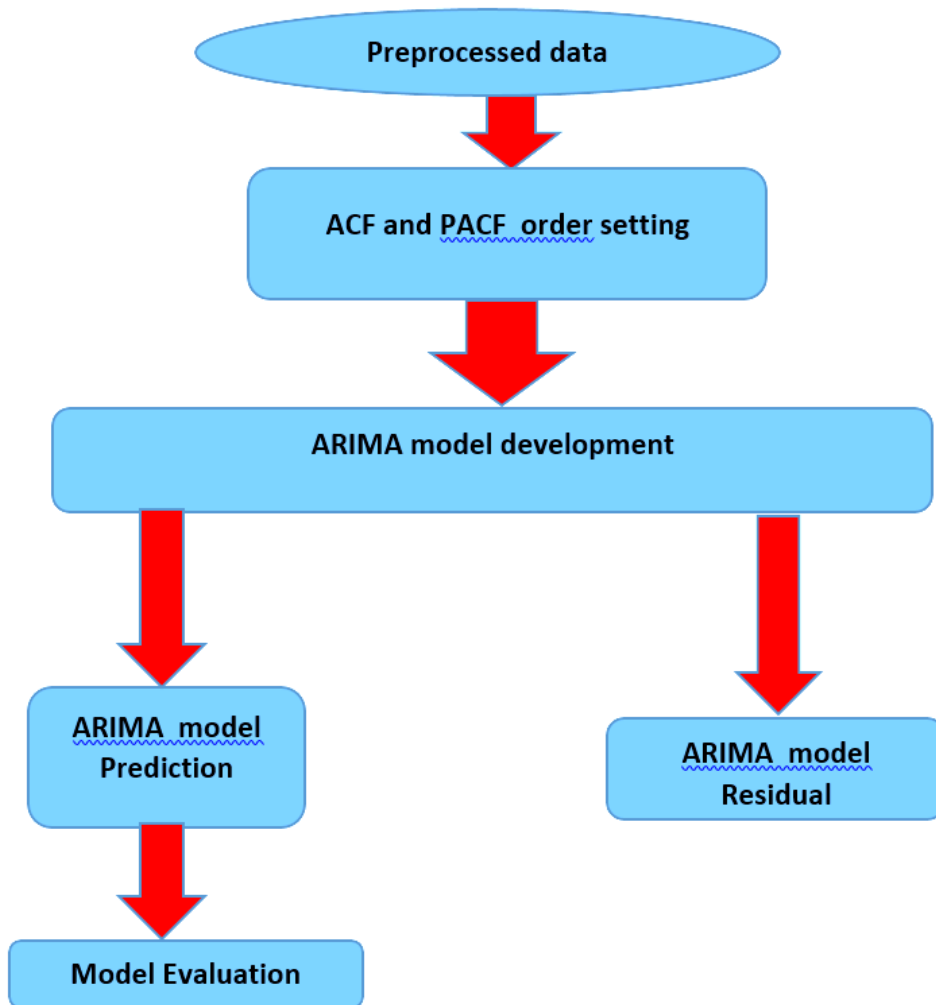 Preprocessed data
ACF and PACF order setting
ARIMA model development
ARIMA model
Prediction
ARIMA model
Residual
Model Evaluation